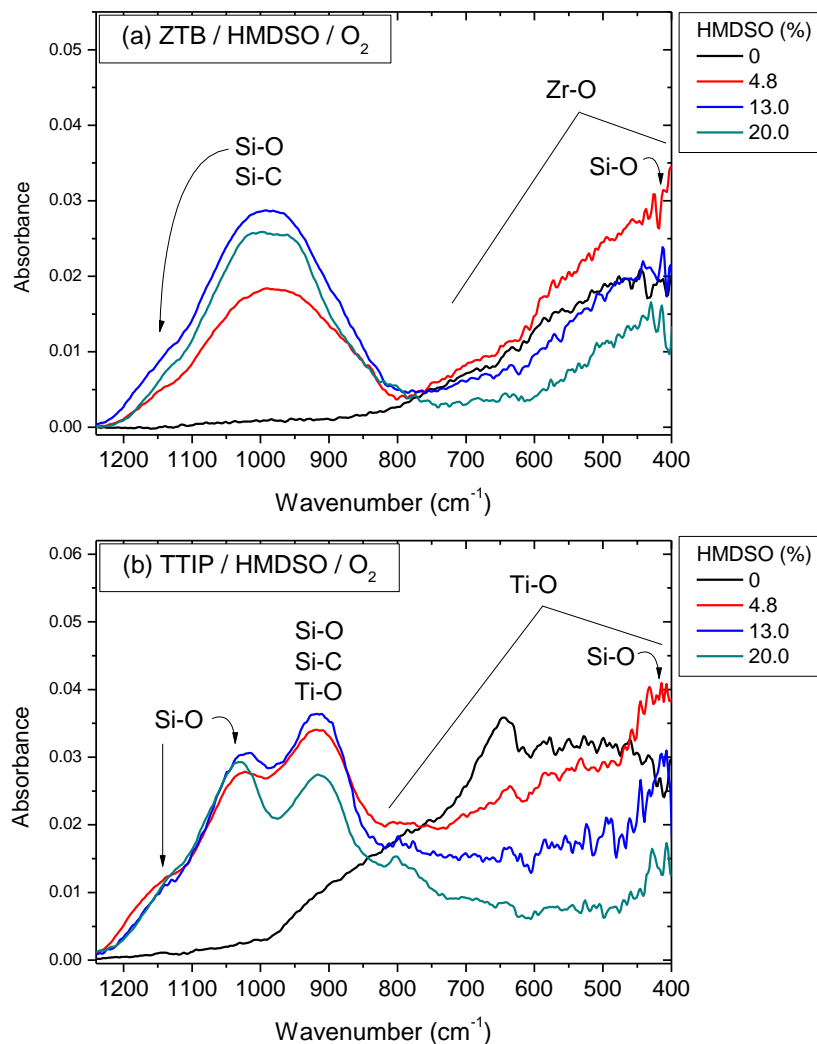 (a) ZTB / HMDSO / O₂
HMDSO (%)
0
4.8
13.0
20.0
Zr-O
Si-O
Si-C
Si-O
Absorbance
0.05
0.04
0.03
0.02
0.01
0.00
1200 1100 1000 900 800 700 600 500 400
Wavenumber (cm⁻¹)
(b) TTIP / HMDSO / O₂
HMDSO (%)
0
4.8
13.0
20.0
Ti-O
Si-O
Si-C
Ti-O
Si-O
Si-O
Absorbance
0.06
0.05
0.04
0.03
0.02
0.01
0.00
1200 1100 1000 900 800 700 600 500 400
Wavenumber (cm⁻¹)